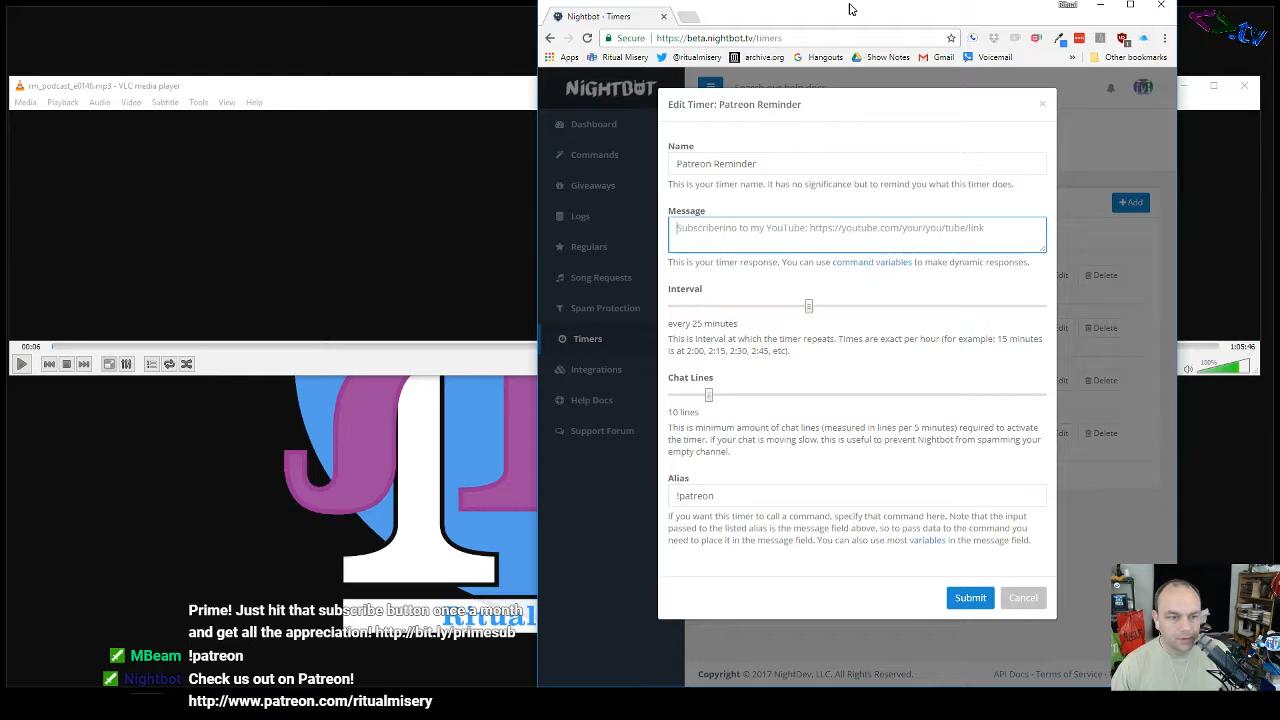 rm_podcast_e0146.mp3 - VLC media player
Media Playback Audio Video Subtitle Tools View Help
00:06
1:05:46
100%
Prime! Just hit that subscribe button once a month
and get all the appreciation! http://bit.ly/primesub
MBeam !patreon
Nightbot Check us out on Patreon!
http://www.patreon.com/ritualmisery
.tv
Nightbot - Timers
Ritual
Secure https://beta.nightbot.tv/timers
Apps Ritual Misery @ritualmisery archive.org Google Hangouts Show Notes Gmail Voicemail » Other bookmarks
NIGHTBOT
Search our help docs
Dashboard
Commands
Giveaways
Logs
Regulars
Song Requests
Spam Protection
Timers
Integrations
Help Docs
Support Forum
Edit Timer: Patreon Reminder
Name
Patreon Reminder
This is your timer name. It has no significance but to remind you what this timer does.
Message
Subscriberino to my YouTube: https://youtube.com/your/you/tube/link
This is your timer response. You can use command variables to make dynamic responses.
Interval
every 25 minutes
This is interval at which the timer repeats. Times are exact per hour (for example: 15 minutes
is at 2:00, 2:15, 2:30, 2:45, etc).
Chat Lines
10 lines
This is minimum amount of chat lines (measured in lines per 5 minutes) required to activate
the timer. If your chat is moving slow, this is useful to prevent Nightbot from spamming your
empty channel.
Alias
!patreon
If you want this timer to call a command, specify that command here. Note that the input
passed to the listed alias is the message field above, so to pass data to the command you
need to place it in the message field. You can also use most variables in the message field.
Submit Cancel
+ Add
Edit Delete
Edit Delete
Edit Delete
Edit Delete
Copyright © 2017 NightDev, LLC. All Rights Reserved.
API Docs - Terms of Service -